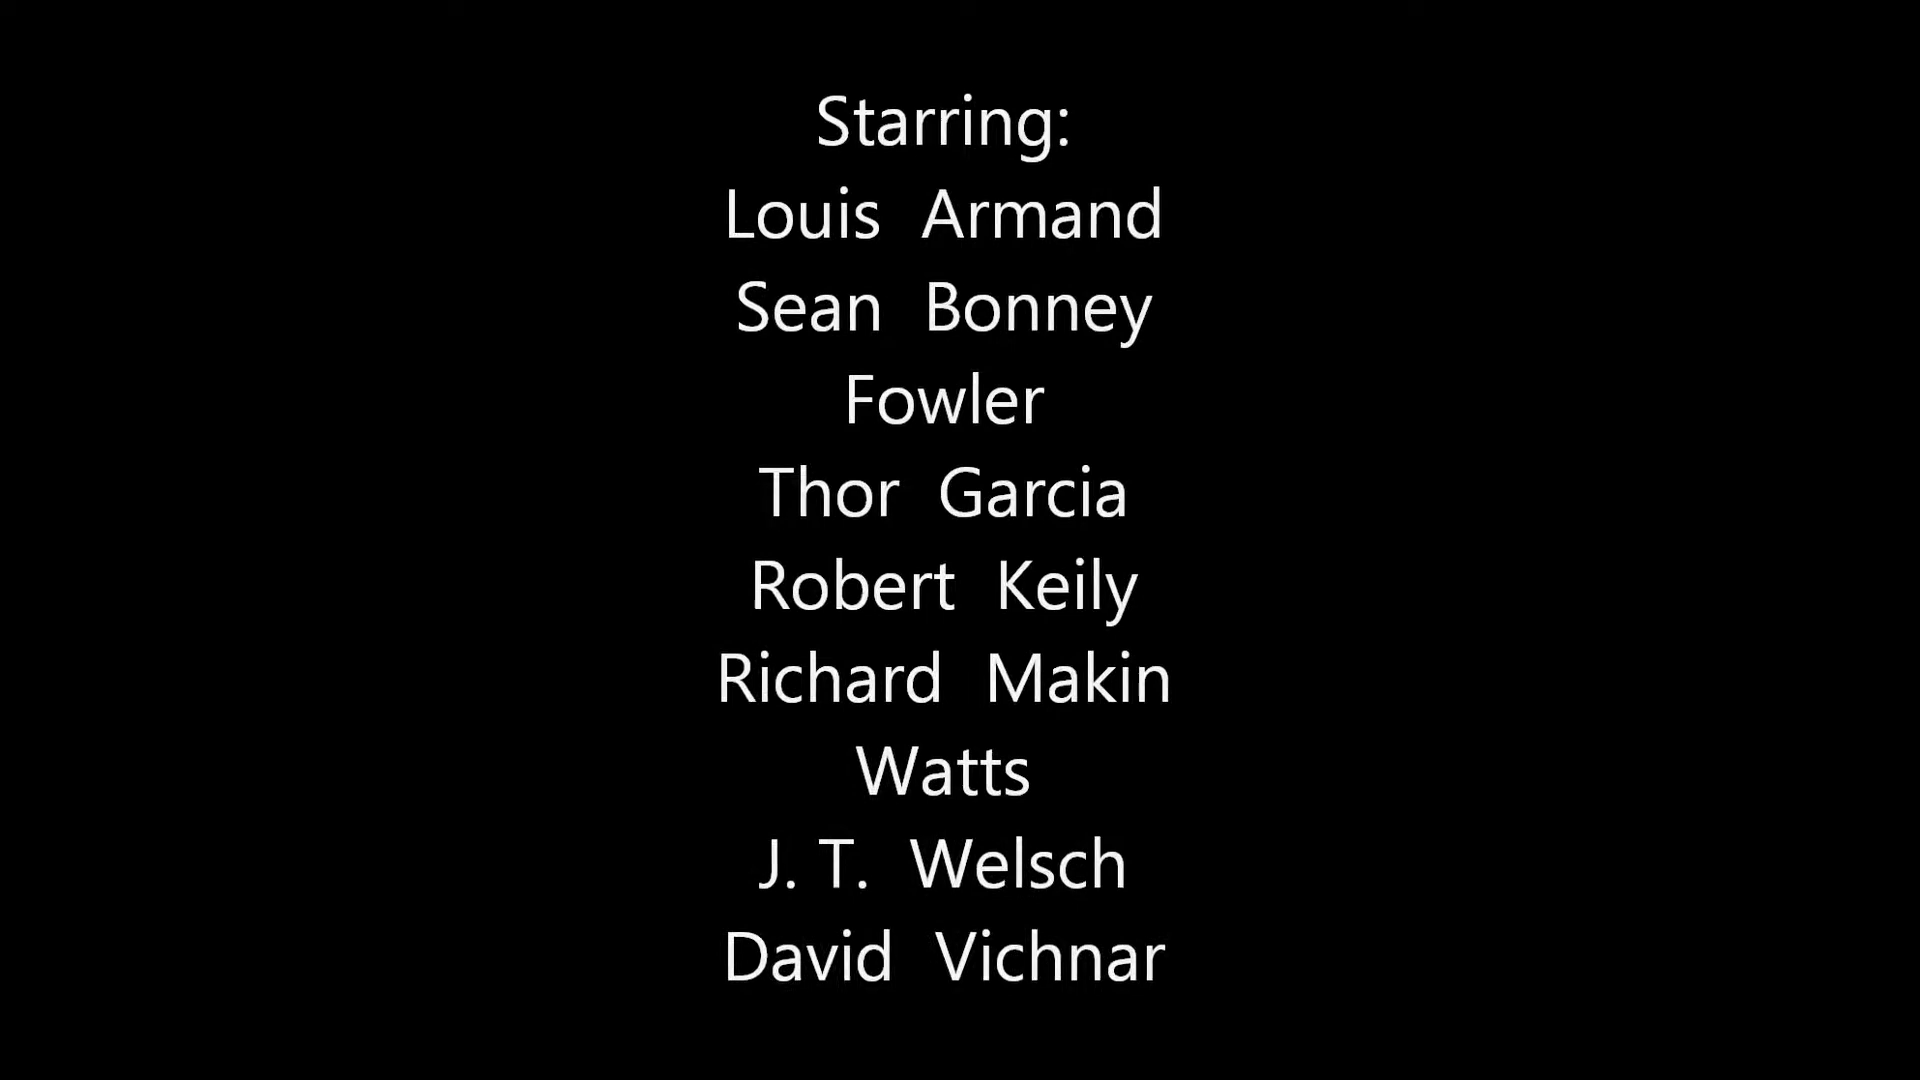 Starring:
Louis Armand
Sean Bonney
Fowler
Thor Garcia
Robert Keily
Richard Makin
Watts
J. T. Welsch
David Vichnar